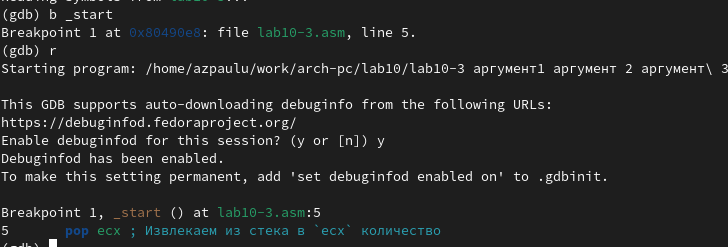 (gdb) b _start
Breakpoint 1 at 0x80490e8: file lab10-3.asm, line 5.
(gdb) r
Starting program: /home/azpaulu/work/arch-pc/lab10/lab10-3 аргумент1 аргумент 2 аргумент\ 3

This GDB supports auto-downloading debuginfo from the following URLs:
https://debuginfod.fedoraproject.org/
Enable debuginfod for this session? (y or [n]) y
Debuginfod has been enabled.
To make this setting permanent, add 'set debuginfod enabled on' to .gdbinit.

Breakpoint 1, _start () at lab10-3.asm:5
5       pop ecx ; Извлекаем из стека в `ecx` количество
(gdb)